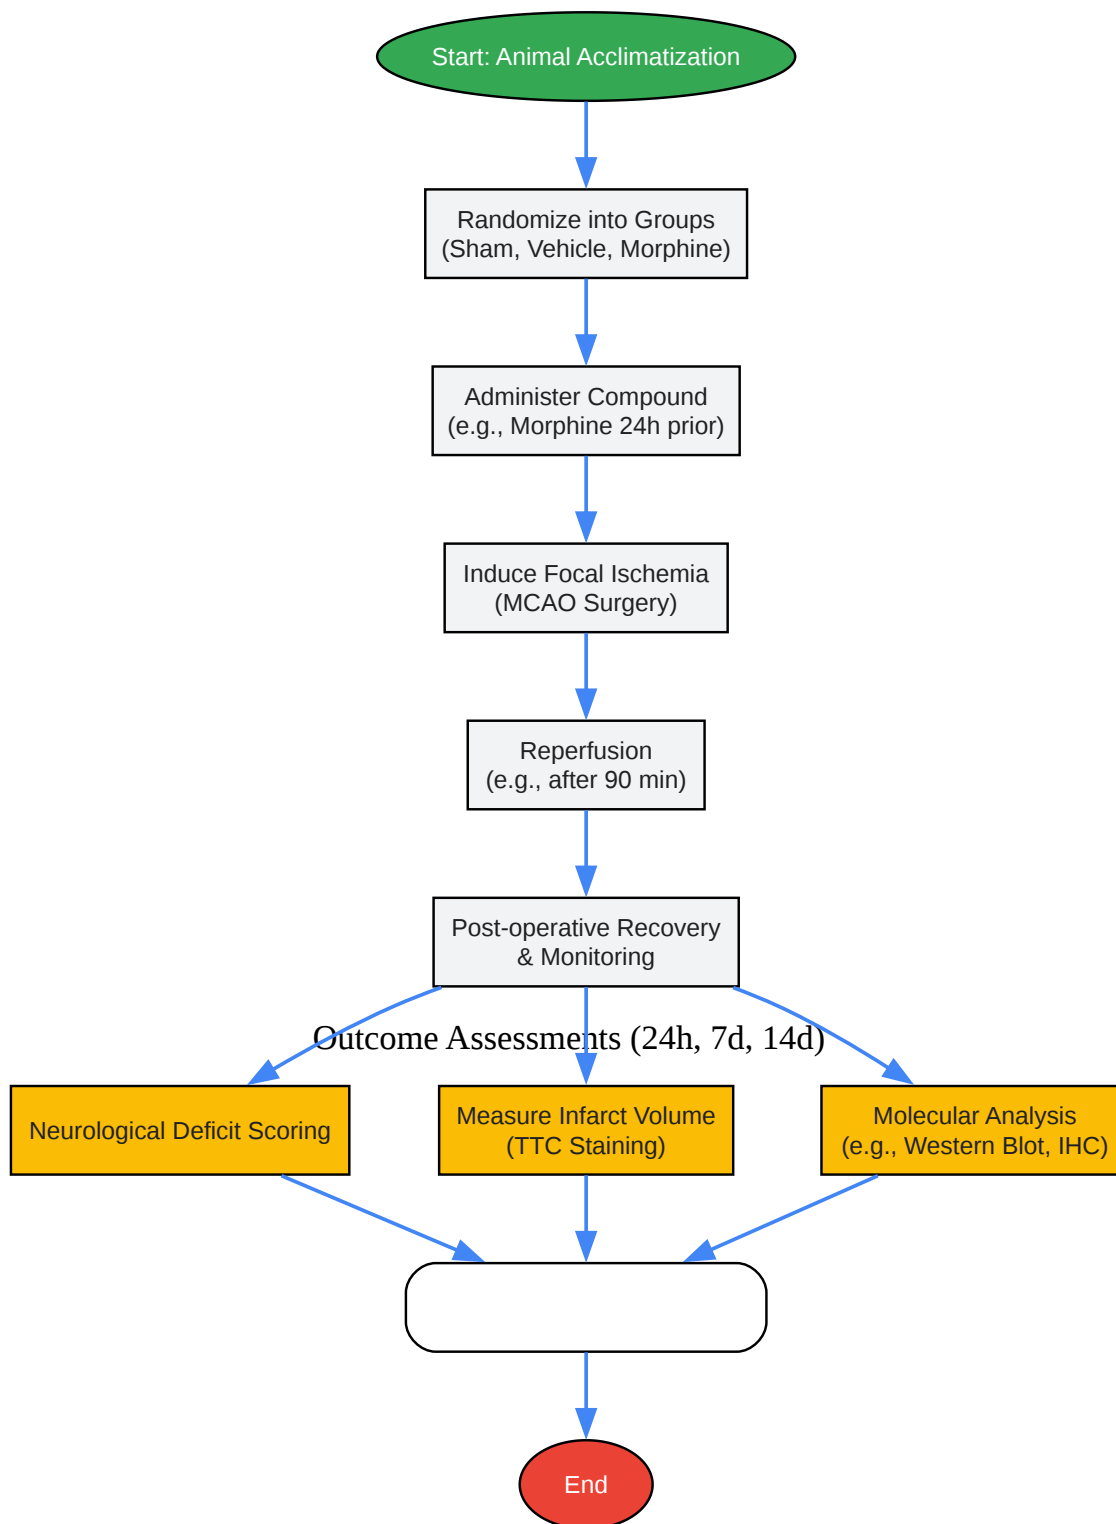 Start: Animal Acclimatization
Randomize into Groups
(Sham, Vehicle, Morphine)
Administer Compound
(e.g., Morphine 24h prior)
Induce Focal Ischemia
(MCAO Surgery)
Reperfusion
(e.g., after 90 min)
Post-operative Recovery
& Monitoring
Outcome Assessments (24h, 7d, 14d)
Neurological Deficit Scoring
Measure Infarct Volume
(TTC Staining)
Molecular Analysis
(e.g., Western Blot, IHC)
End